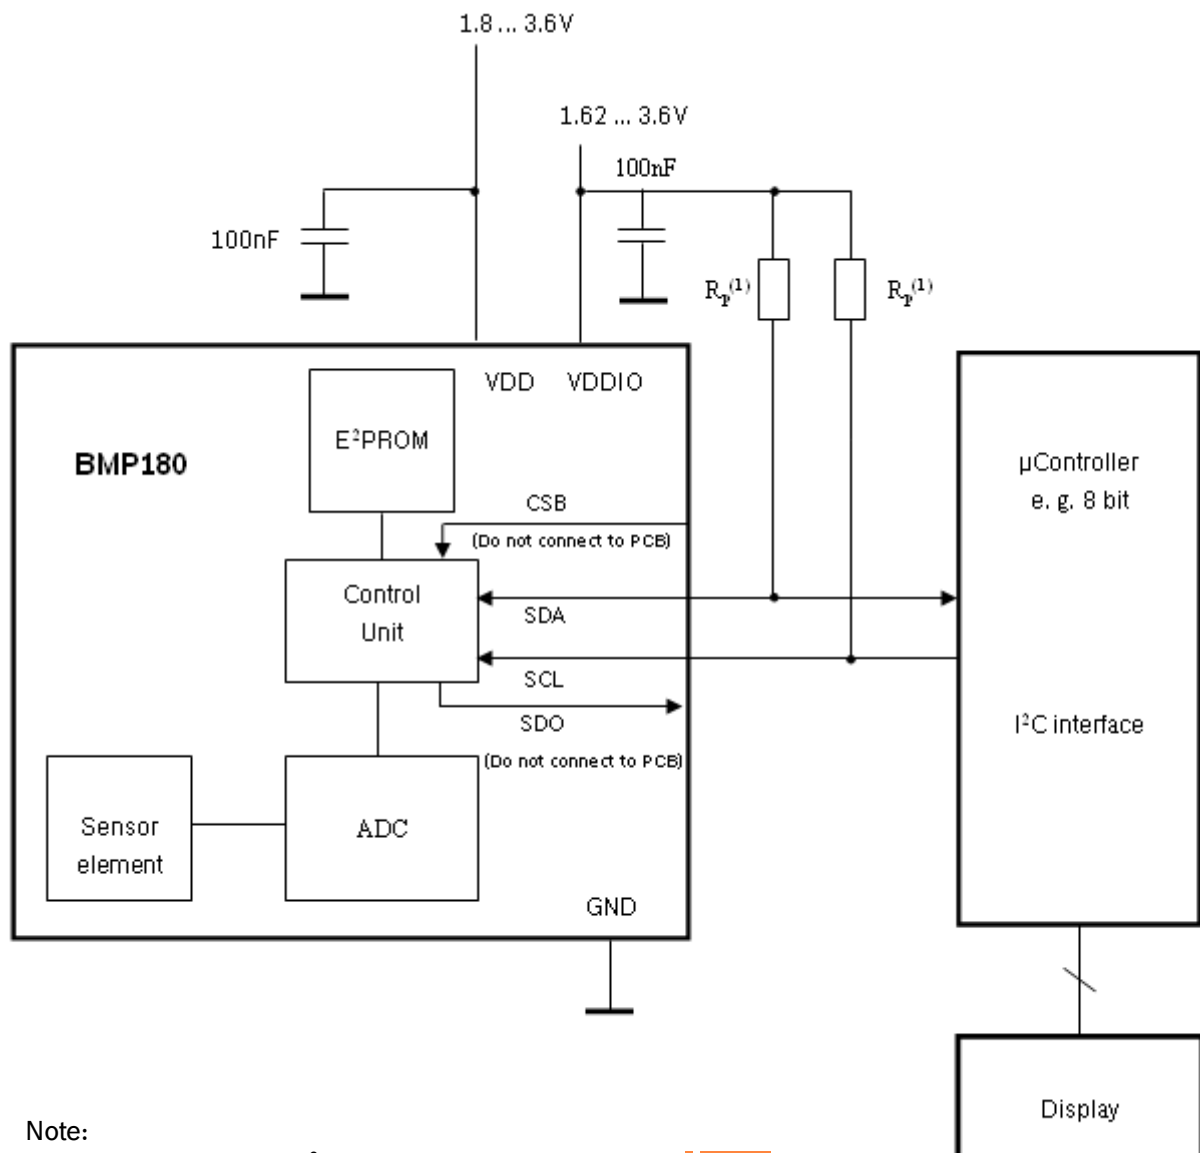 1.8 ... 3.6V
1.62 ... 3.6V
100nF
100nF
Rp(1)
Rp(1)
VDD
VDDIO
E²PROM
BMP180
µController
e. g. 8 bit
CSB
(Do not connect to PCB)
Control
Unit
SDA
SCL
SDO
(Do not connect to PCB)
I²C interface
Sensor
element
ADC
GND
Display
Note: